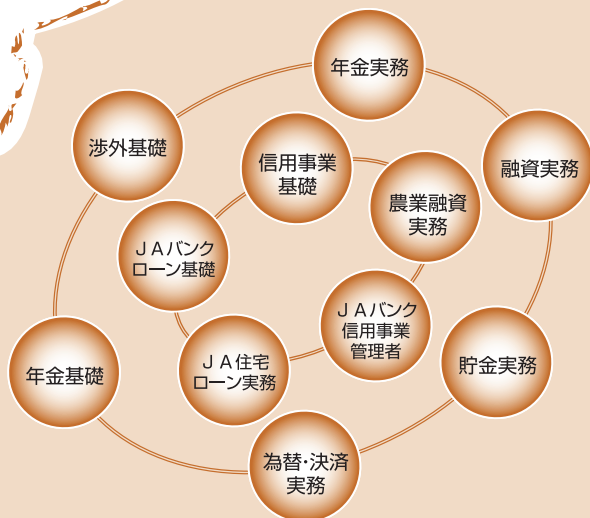 年金実務
渉外基礎
信用事業
基礎
融資実務
農業融資
実務
ＪＡバンク
ローン基礎
ＪＡバンク
信用事業
管理者
ＪＡ住宅
ローン実務
貯金実務
年金基礎
為替・決済
実務